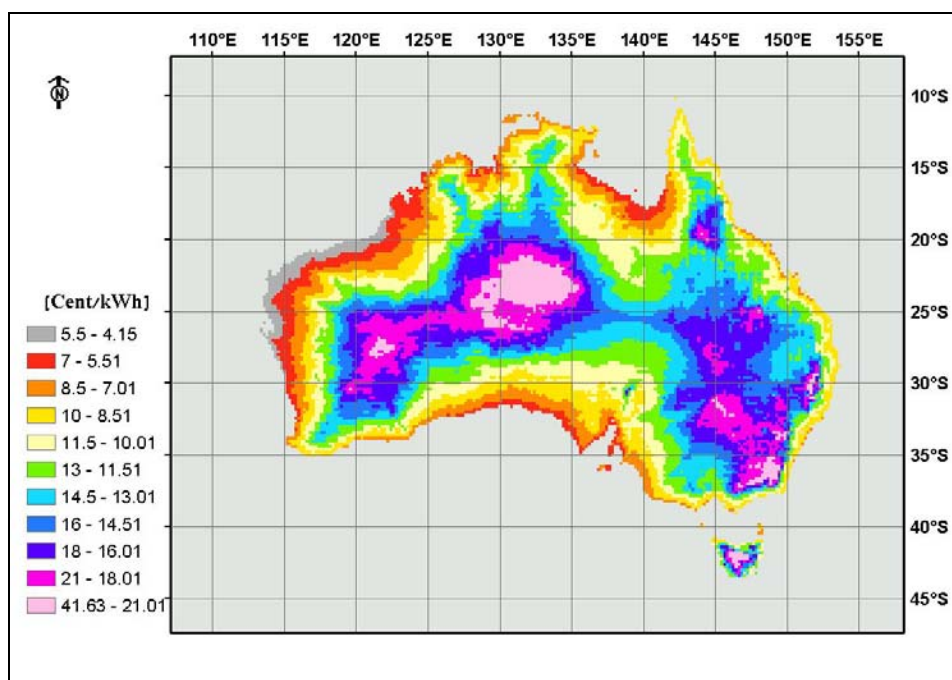 110°E 115°E 120°E 125°E 130°E 135°E 140°E 145°E 150°E 155°E
N
10°S
15°S
20°S
25°S
30°S
35°S
40°S
45°S
[Cent/kWh]
5.5 - 4.15
7 - 5.51
8.5 - 7.01
10 - 8.51
11.5 - 10.01
13 - 11.51
14.5 - 13.01
16 - 14.51
18 - 16.01
21 - 18.01
41.63 - 21.01